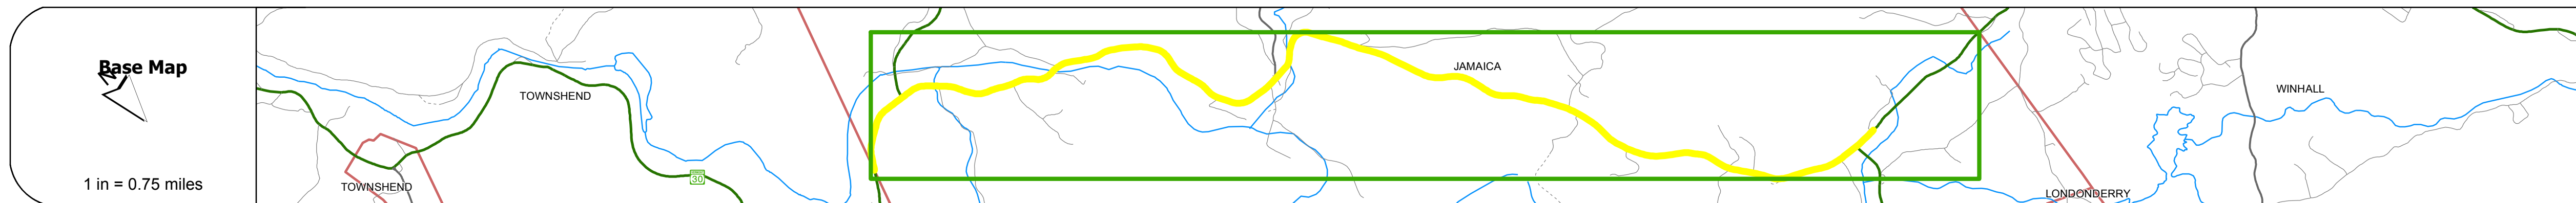 Base Map
N
1 in = 0.75 miles
TOWNSHEND
TOWNSHEND
30
JAMAICA
WINHALL
LONDONDERRY